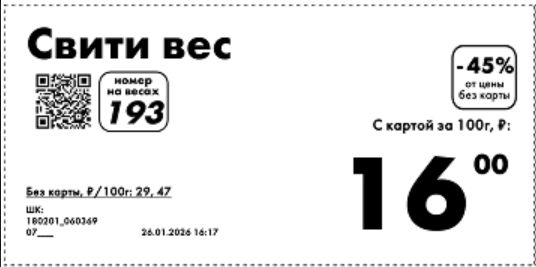 Свити вес
номер
на весах
193
-45%
от цены
без карты
С картой за 100г, ₽:
16 00
Без карты, ₽/100г: 29, 47
ШК:
180201_060369
07___
26.01.2026 16:17